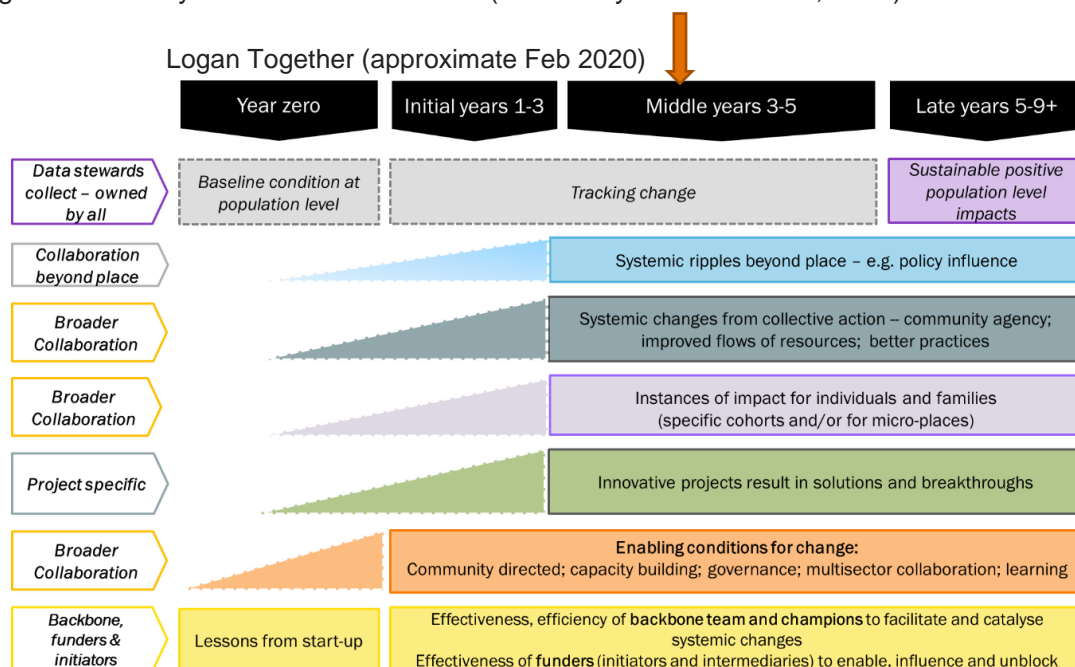 Logan Together (approximate Feb 2020)
Year zero
Initial years 1-3
Middle years 3-5
Late years 5-9+
Data stewards
collect – owned
by all
Baseline condition at
population level
Tracking change
Sustainable positive
population level
impacts
Collaboration
beyond place
Systemic ripples beyond place – e.g. policy influence
Broader
Collaboration
Systemic changes from collective action – community agency;
improved flows of resources; better practices
Broader
Collaboration
Instances of impact for individuals and families
(specific cohorts and/or for micro-places)
Project specific
Innovative projects result in solutions and breakthroughs
Broader
Collaboration
Enabling conditions for change:
Community directed; capacity building; governance; multisector collaboration; learning
Backbone,
funders &
initiators
Lessons from start-up
Effectiveness, efficiency of backbone team and champions to facilitate and catalyse
systemic changes
Effectiveness of funders (initiators and intermediaries) to enable, influence and unblock